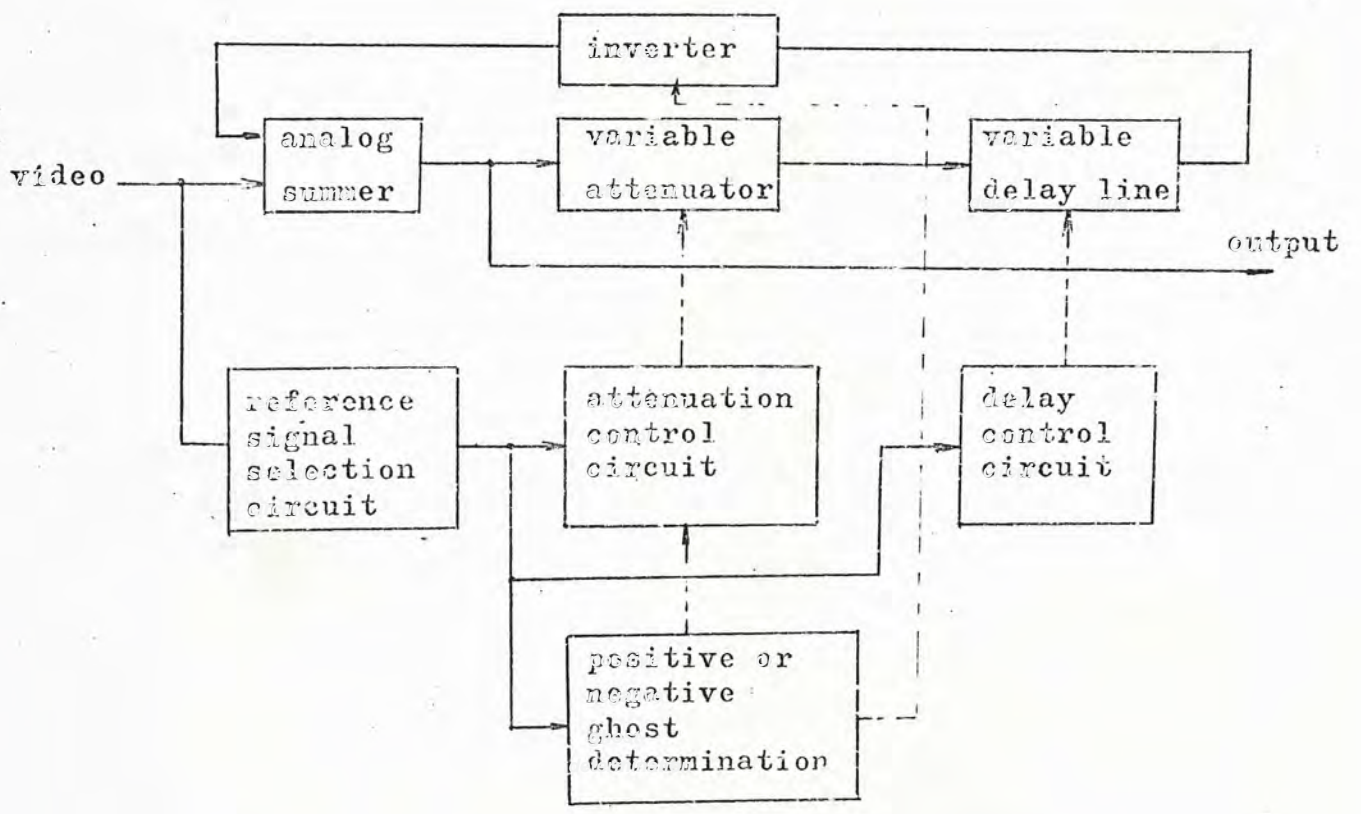 inverter
analog
summer
variable
attenuator
variable
delay line
video
output
reference
signal
selection
circuit
attenuation
control
circuit
delay
control
circuit
positive or
negative
ghost
determination